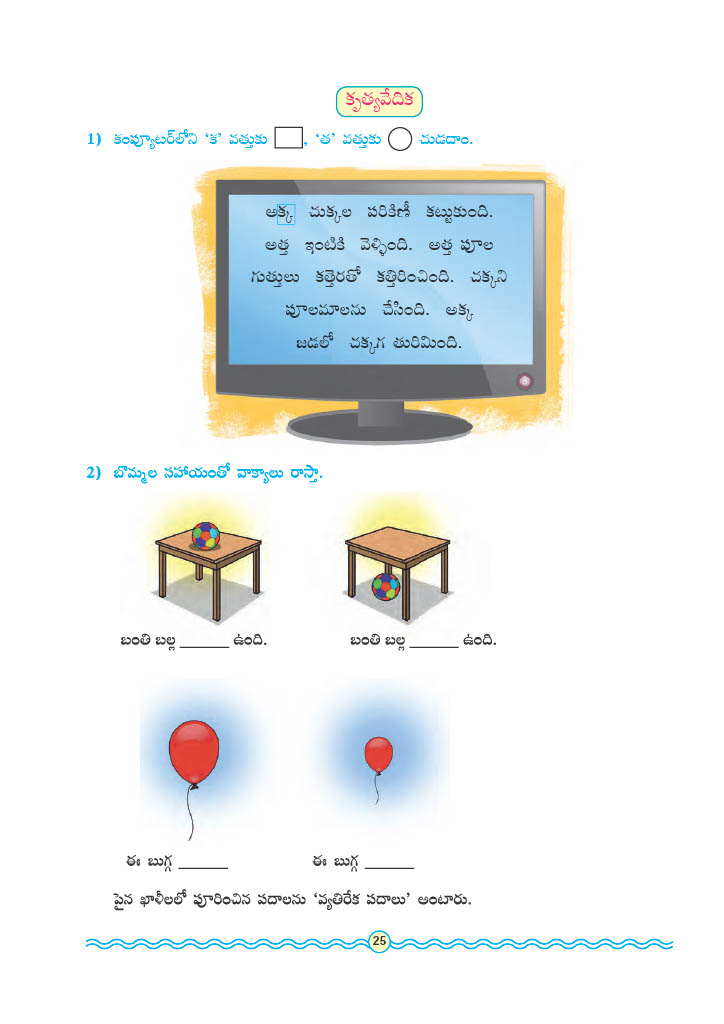 కృత్యవేదిక
1) కంప్యూటర్‌లోని ‘క’ వత్తుకు , ‘త’ వత్తుకు చుడదాం.
అక్క చుక్కల పరికిణీ కట్టుకుంది.
అత్త ఇంటికి వెళ్ళింది. అత్త పూల
గుత్తులు కత్తెరతో కత్తిరించింది. చక్కని
పూలమాలను చేసింది. అక్క
జడలో చక్కగ తురిమింది.
2) బొమ్మల సహాయంతో వాక్యాలు రాస్తా.
బంతి బల్ల ______ ఉంది. బంతి బల్ల ______ ఉంది.
ఈ బుగ్గ ______ ఈ బుగ్గ ______
పైన ఖాళీలలో పూరించిన పదాలను ‘వ్యతిరేక పదాలు’ అంటారు.
25